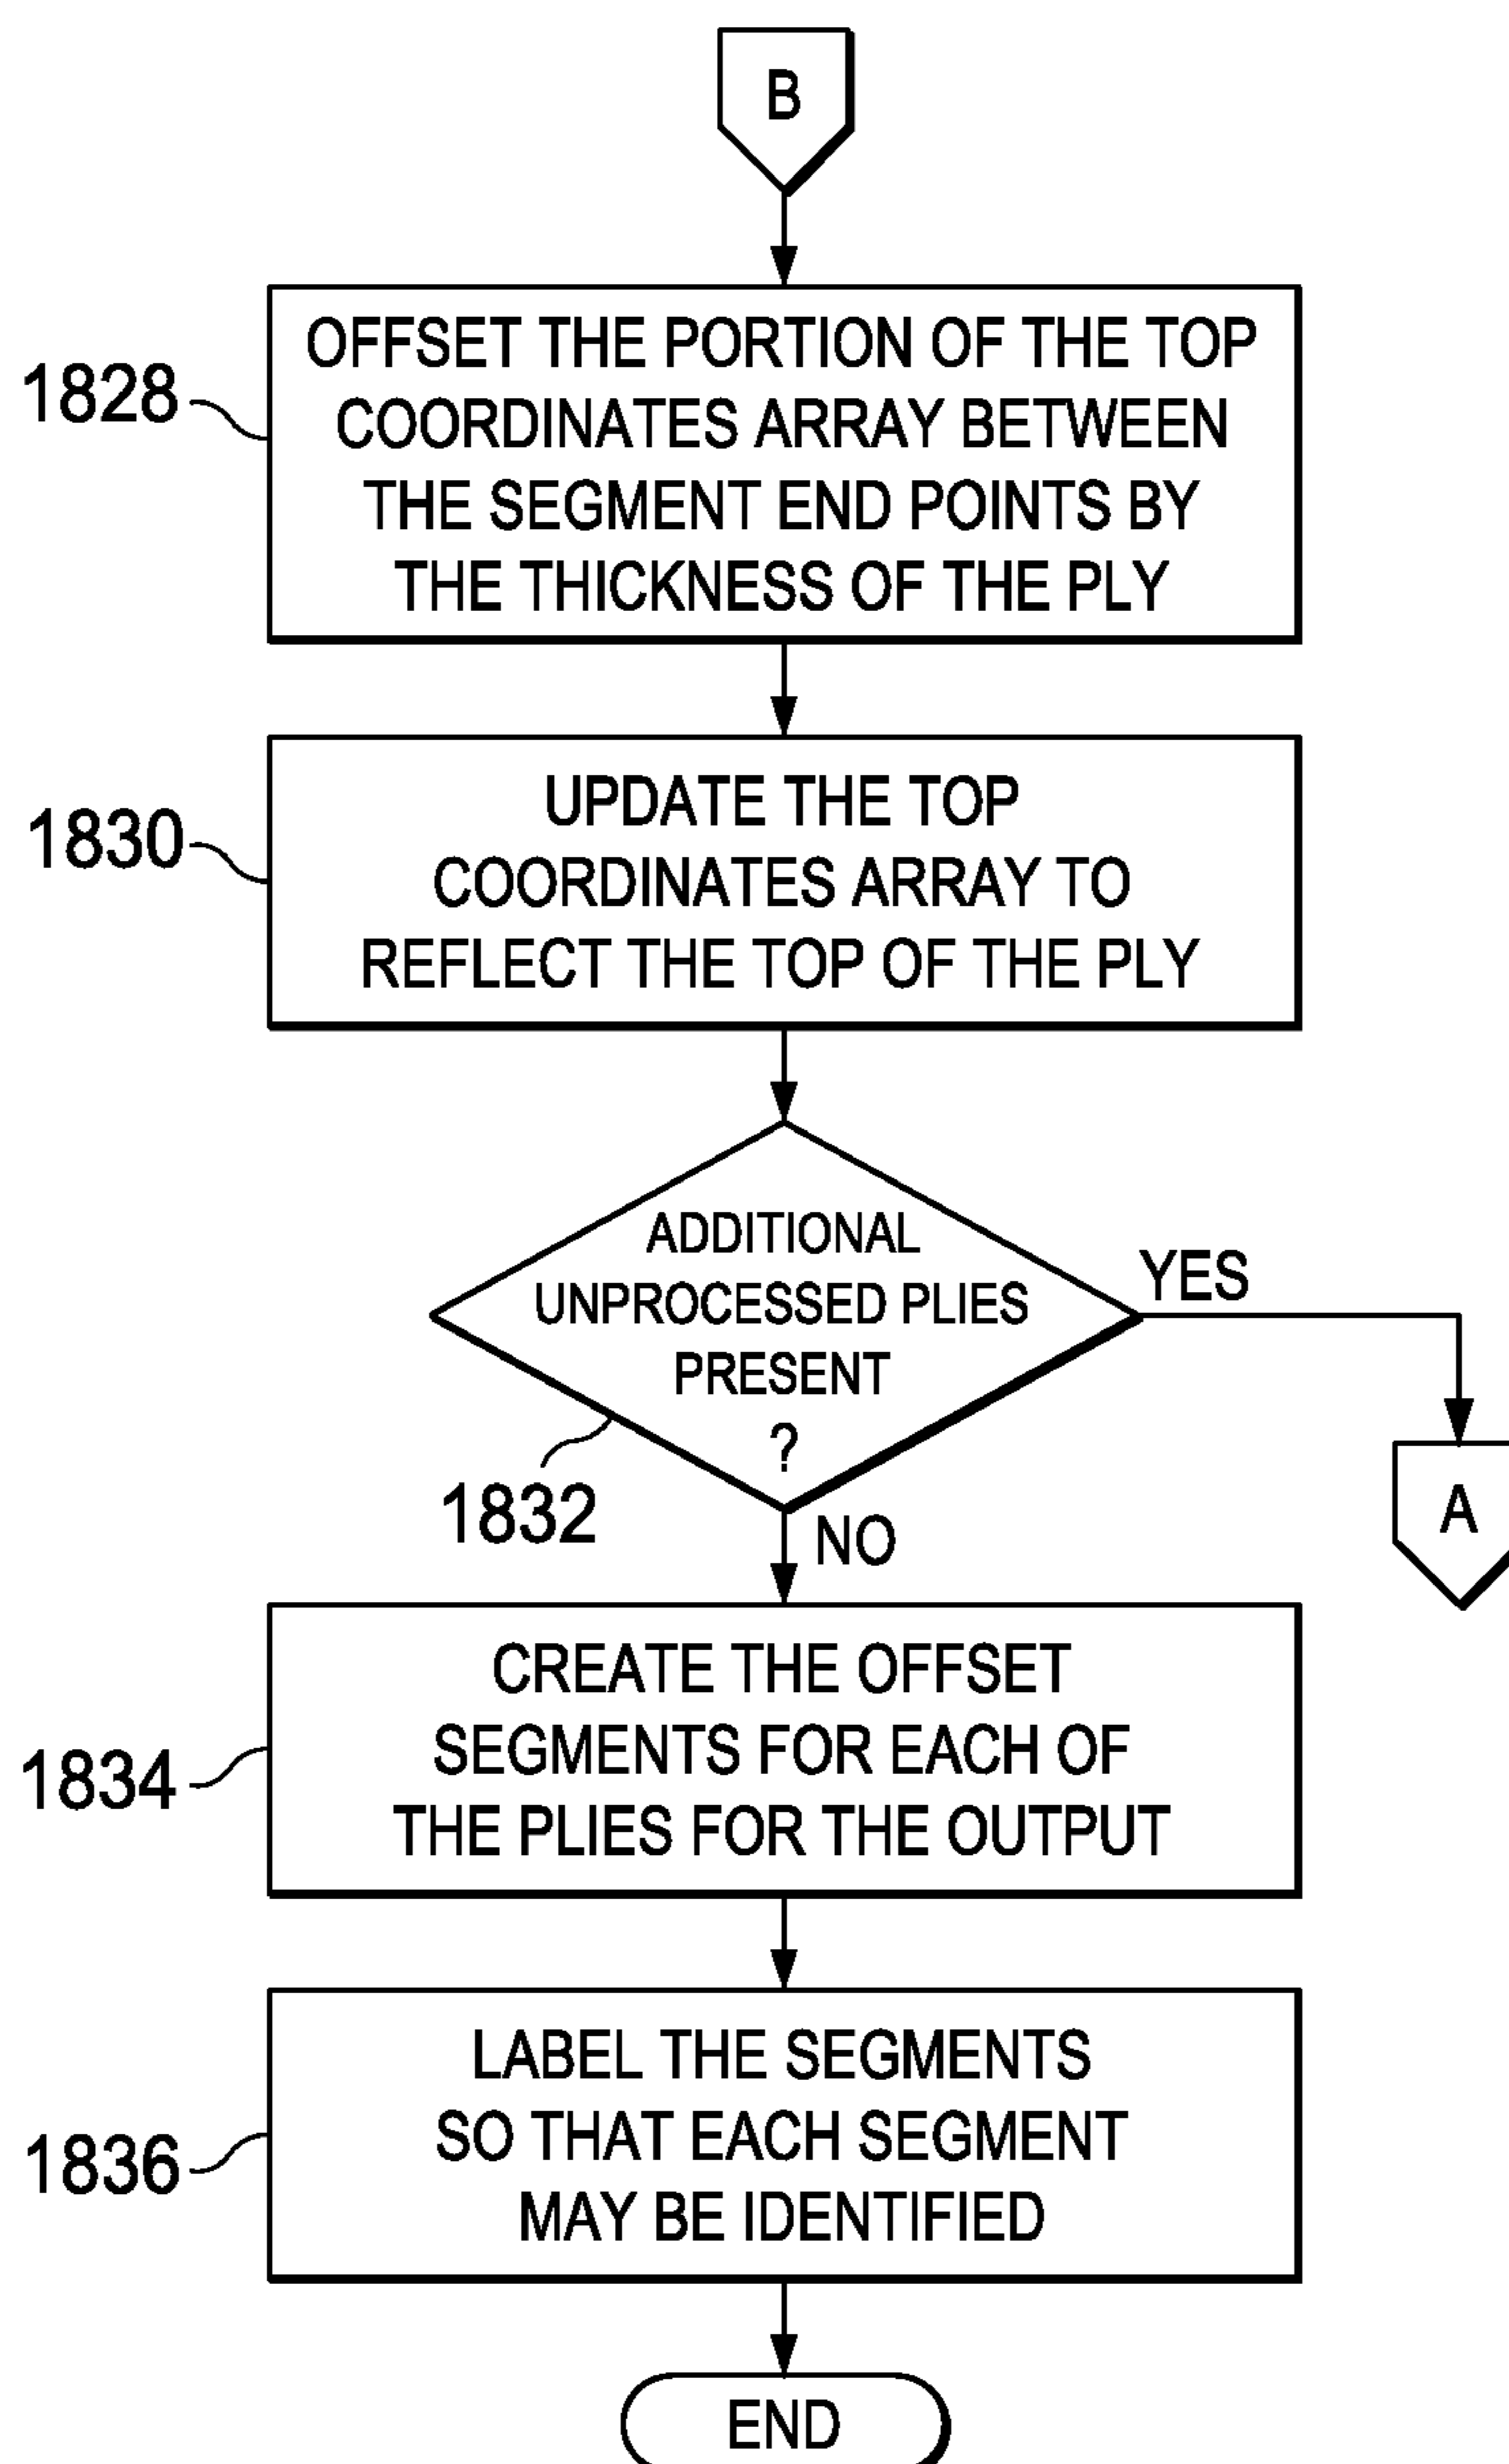 B
1828
OFFSET THE PORTION OF THE TOP
COORDINATES ARRAY BETWEEN
THE SEGMENT END POINTS BY
THE THICKNESS OF THE PLY
1830
UPDATE THE TOP
COORDINATES ARRAY TO
REFLECT THE TOP OF THE PLY
ADDITIONAL
UNPROCESSED PLIES
PRESENT
?
YES
1832
NO
A
1834
CREATE THE OFFSET
SEGMENTS FOR EACH OF
THE PLIES FOR THE OUTPUT
1836
LABEL THE SEGMENTS
SO THAT EACH SEGMENT
MAY BE IDENTIFIED
END